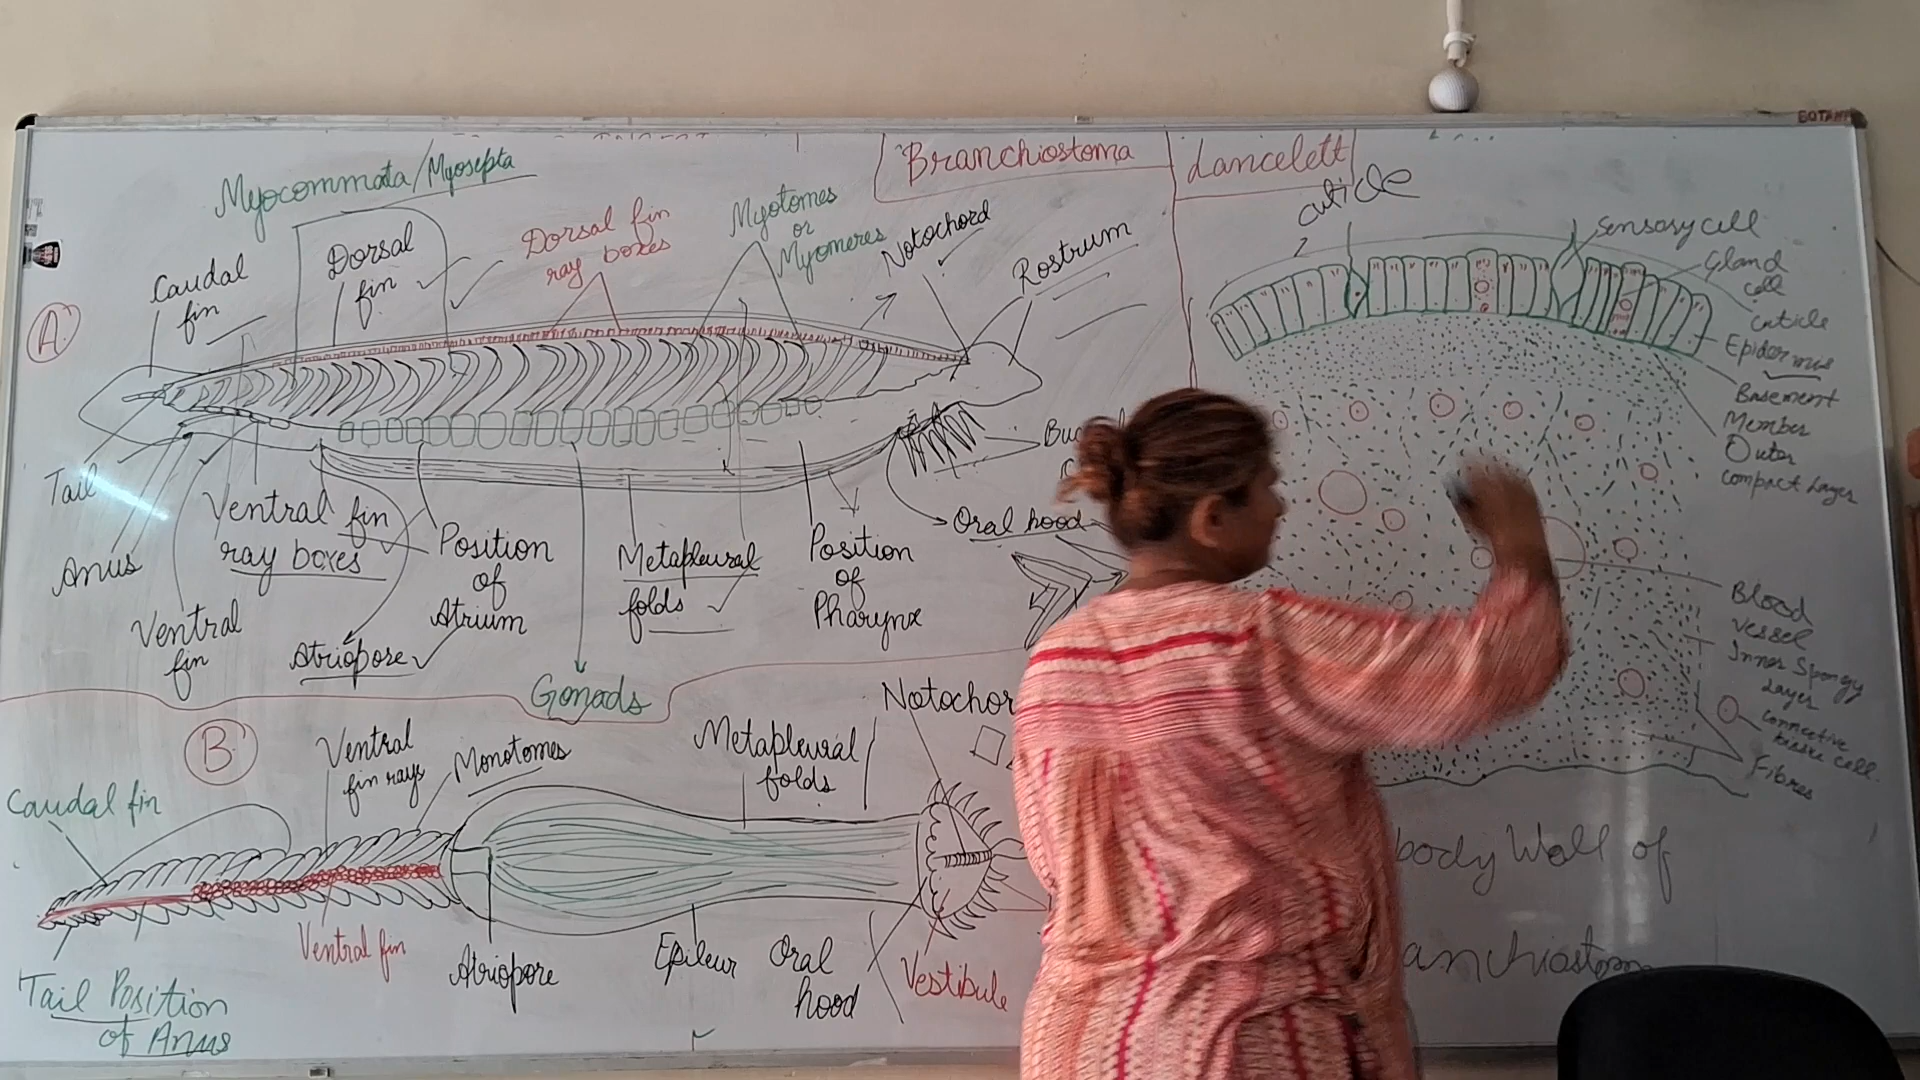 BOTANY
Branchiostoma
Lancelett
Myocommata/Myosepta
Caudal
fin
Dorsal
fin
Dorsal fin
ray boxes
Myotomes
or
Myomeres
Notochord
Rostrum
A
Tail
Anus
Ventral
fin
Ventral fin
ray boxes
Atriopore
Position
of
Atrium
Gonads
Metapleural
folds
Position
of
Pharynx
Oral hood
cuticle
Sensory cell
Gland
cell
cuticle
Epidermus
Basement
Member
Outer
compact Layer
Blood
vessel
Inner Spongy
Layer
connective
tissue cell
Fibres
body Wall of
anchiostoma
B
Caudal fin
Ventral
fin rays
Monotomes
Metapleural
folds
Notochor
Tail Position
of Anus
Ventral fin
Atriopore
Epileur
Oral
hood
Vestibule